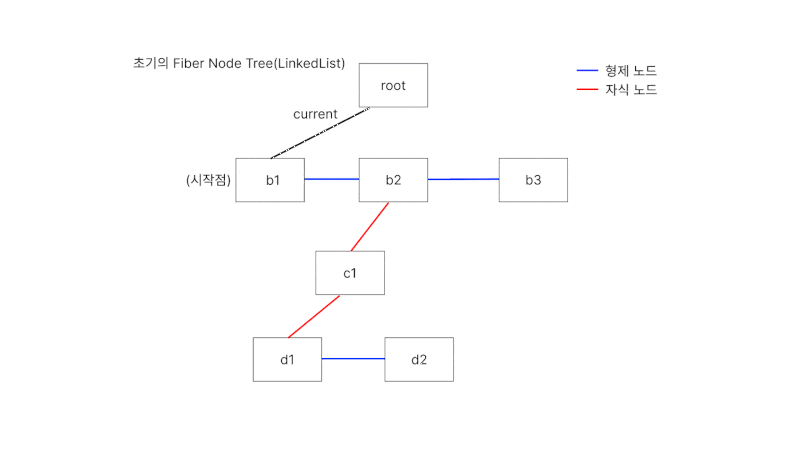 초기의 Fiber Node Tree(LinkedList)
root
형제 노드
자식 노드
current
(시작점)
b1
b2
b3
c1
d1
d2